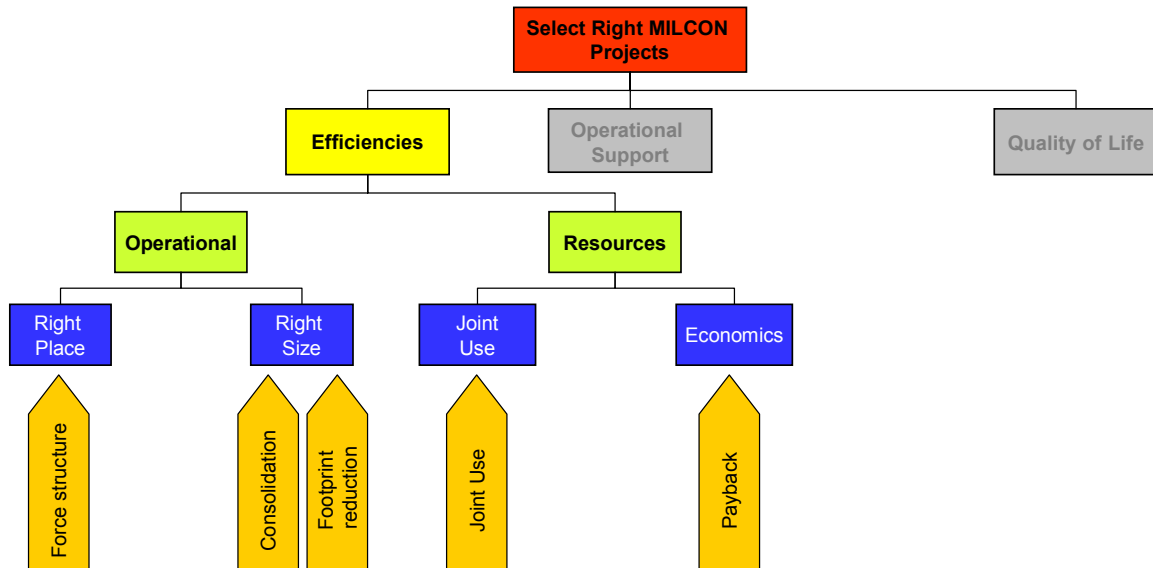 Select Right MILCON
Projects
Efficiencies
Operational
Support
Quality of Life
Operational
Resources
Right
Place
Right
Size
Joint
Use
Economics
Force structure
Consolidation
Footprint
reduction
Joint Use
Payback